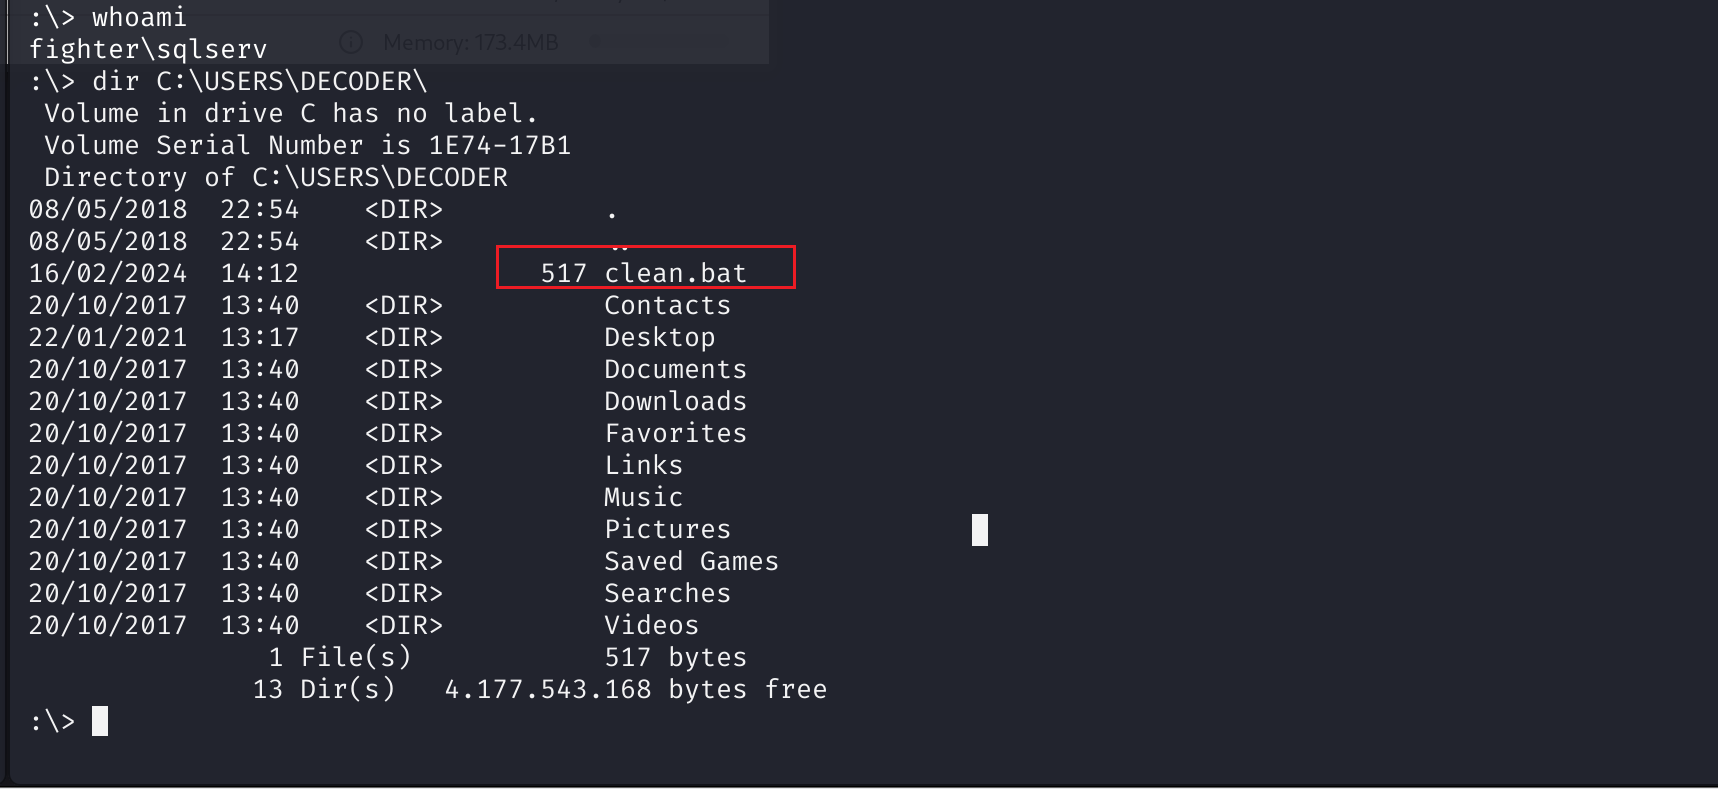 :\> whoami
Memory: 173.4MB
fighter\sqlserv
:\> dir C:\USERS\DECODER\
 Volume in drive C has no label.
 Volume Serial Number is 1E74-17B1
 Directory of C:\USERS\DECODER
08/05/2018  22:54    <DIR>          .
08/05/2018  22:54    <DIR>          ..
16/02/2024  14:12               517 clean.bat
20/10/2017  13:40    <DIR>          Contacts
22/01/2021  13:17    <DIR>          Desktop
20/10/2017  13:40    <DIR>          Documents
20/10/2017  13:40    <DIR>          Downloads
20/10/2017  13:40    <DIR>          Favorites
20/10/2017  13:40    <DIR>          Links
20/10/2017  13:40    <DIR>          Music
20/10/2017  13:40    <DIR>          Pictures
20/10/2017  13:40    <DIR>          Saved Games
20/10/2017  13:40    <DIR>          Searches
20/10/2017  13:40    <DIR>          Videos
               1 File(s)            517 bytes
              13 Dir(s)   4.177.543.168 bytes free
:\>